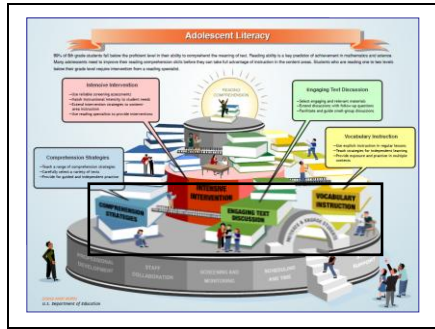 Adolescent Literacy
of 8th grade students fall below the proficient level in their ability to comprehend the meaning of text. Reading ability is a key predictor of achievement in mathematics and science.
Many adolescents need to improve their reading comprehension skills before they can take full advantage of instruction in the content areas. Students who are reading one to two levels
below their grade level require intervention from a reading specialist.
Intensive Intervention
•Use reliable screening assessments
•Match instructional intensity to student needs
•Extend intervention strategies to content-
area instruction
•Use reading specialists to provide interventions
READING
COMPREHENSION
Engaging Text Discussion
•Select engaging and relevant materials
•Extend discussions with follow up questions
•Facilitate and guide small group discussions
Vocabulary Instruction
•Use explicit instruction in regular lessons
•Teach strategies for independent learning
•Provide exposure and practice in multiple
contexts
Comprehension Strategies
•Teach a range of comprehension strategies
•Carefully select a variety of texts
•Provide for guided and independent practice
COMPREHENSION
STRATEGIES
INTENSIVE
INTERVENTION
ENGAGING TEXT
DISCUSSION
VOCABULARY
INSTRUCTION
MOTIVATE & ENGAGE STUDENTS
PROFESSIONAL
DEVELOPMENT
STAFF
COLLABORATION
SCREENING AND
MONITORING
SCHEDULING
AND TIME
SUPPORT
U.S. Department of Education